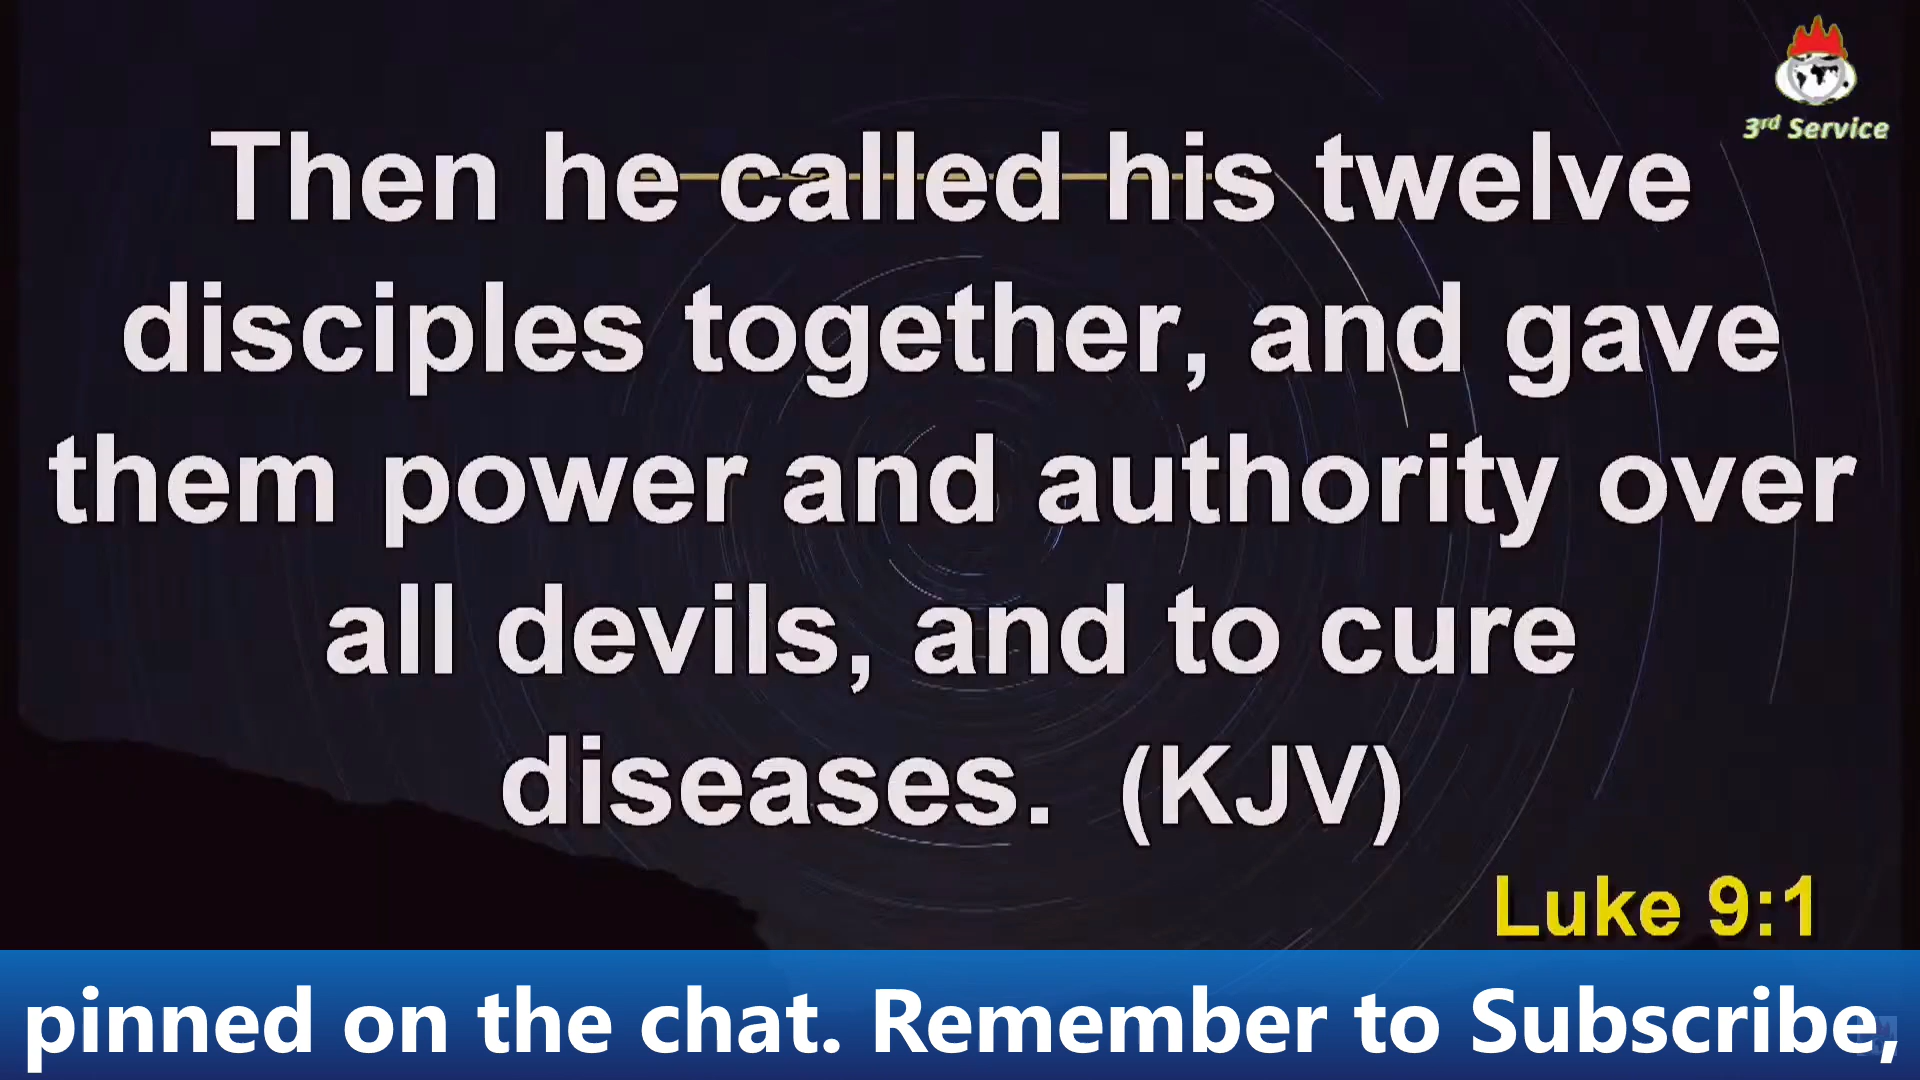 3rd Service
Then he called his twelve
disciples together, and gave
them power and authority over
all devils, and to cure
diseases. (KJV)
Luke 9:1
pinned on the chat. Remember to Subscribe,